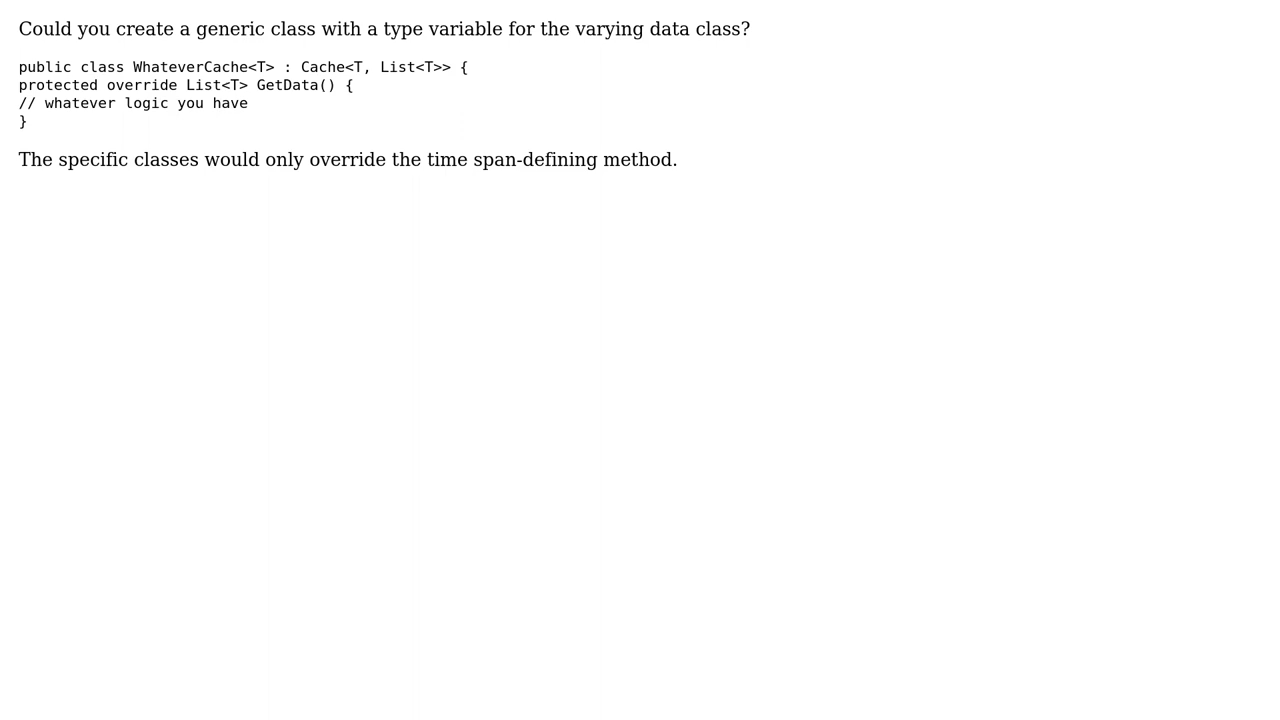 Could you create a generic class with a type variable for the varying data class?
public class WhateverCache<T> : Cache<T, List<T>> {
protected override List<T> GetData() {
// whatever logic you have
}
The specific classes would only override the time span-defining method.